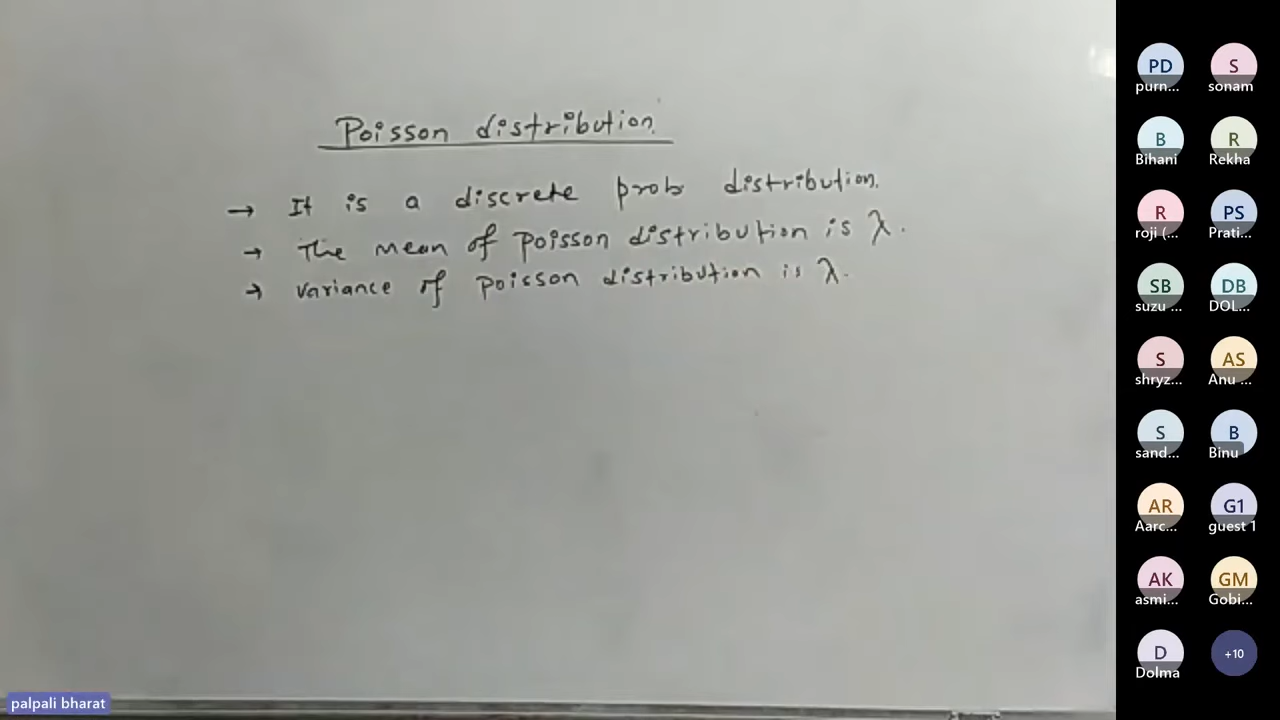 Poisson distribution.
→ It is a discrete prob distribution.
→ The mean of poisson distribution is λ.
→ variance of poisson distribution is λ.
PD purn... S sonam
B Bihani R Rekha
R roji (... PS Prati...
SB suzu ... DB DOL...
S shryz... AS Anu ...
S sand... B Binu
AR Aarc... G1 guest 1
AK asmi... GM Gobi...
D Dolma +10
palpali bharat